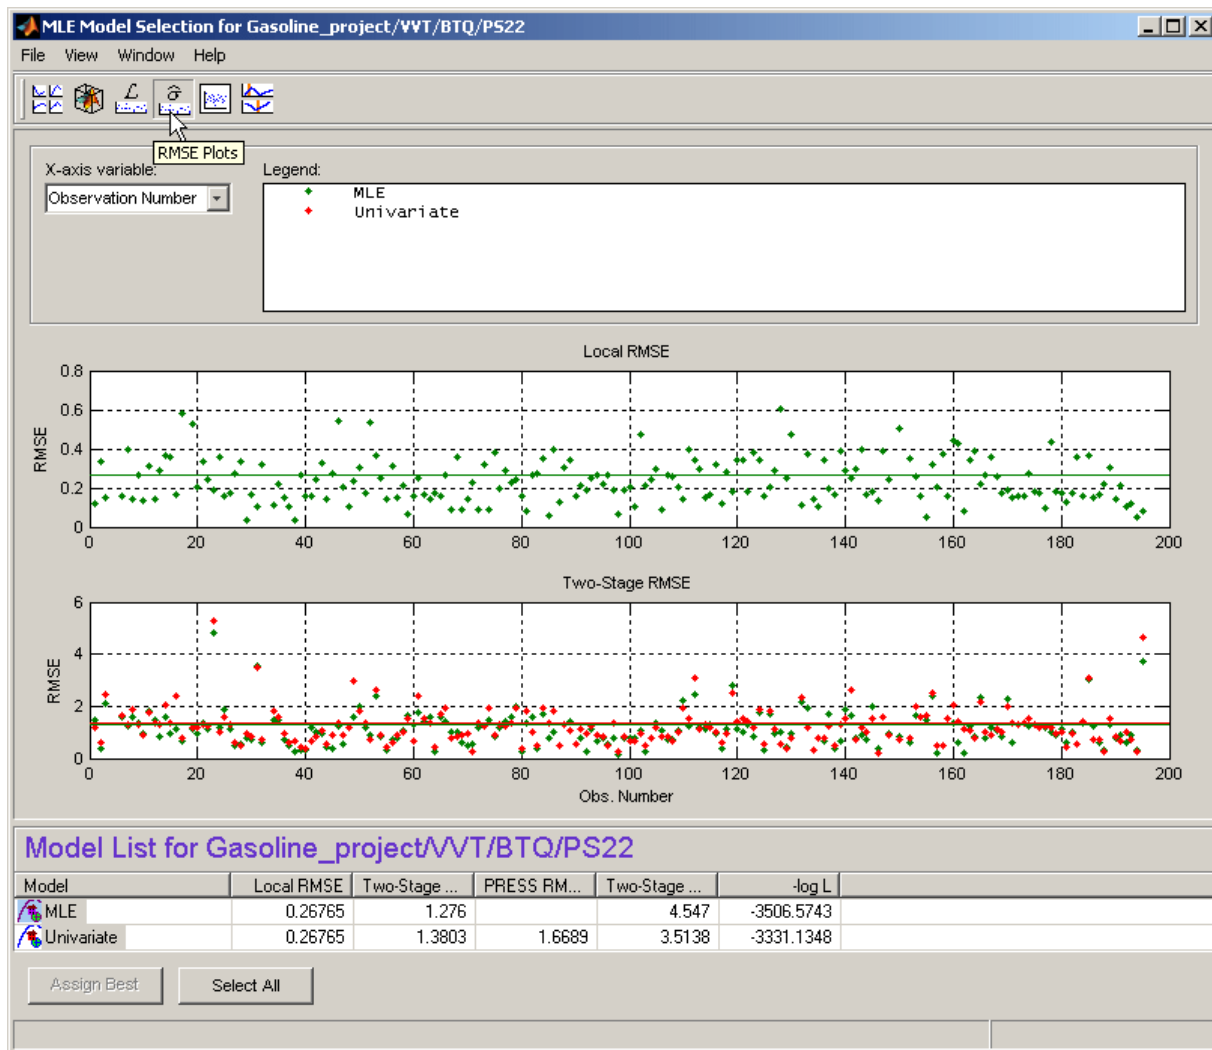 MLE Model Selection for Gasoline_project/VVT/BTQ/PS22
File View Window Help
RMSE Plots
X-axis variable:
Legend:
Observation Number
MLE
Univariate
Local RMSE
RMSE
0.8
0.6
0.4
0.2
0
0 20 40 60 80 100 120 140 160 180 200
Two-Stage RMSE
RMSE
6
4
2
0
0 20 40 60 80 100 120 140 160 180 200
Obs. Number
Model List for Gasoline_project/VVT/BTQ/PS22
Model Local RMSE Two-Stage ... PRESS RM... Two-Stage ... -log L
MLE 0.26765 1.276 4.547 -3506.5743
Univariate 0.26765 1.3803 1.6689 3.5138 -3331.1348
Assign Best Select All